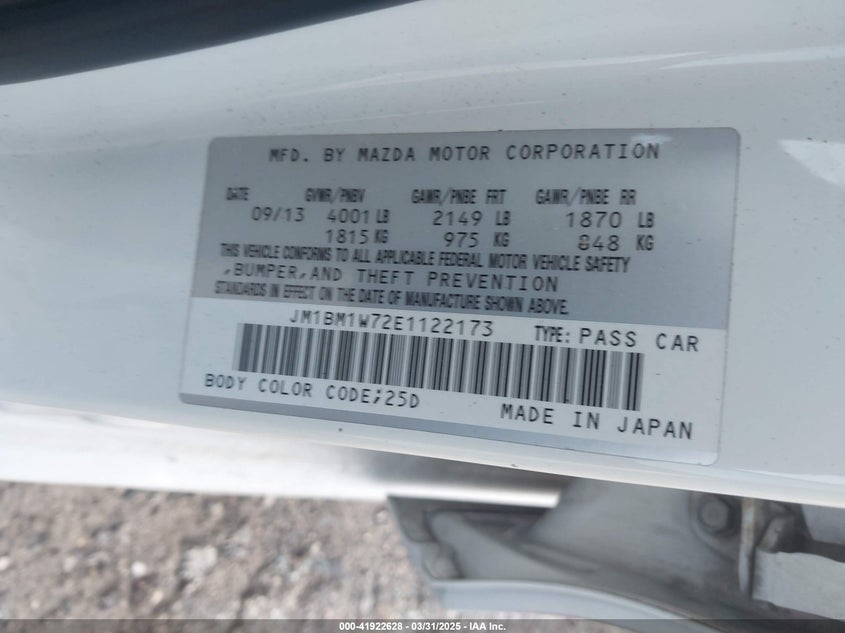 MFD. BY MAZDA MOTOR CORPORATION
DATE GVWR/PNBV GAWR/PNBE FRT GAWR/PNBE RR
09/13 4001 LB 2149 LB 1870 LB
1815 KG 975 KG 848 KG
THIS VEHICLE CONFORMS TO ALL APPLICABLE FEDERAL MOTOR VEHICLE SAFETY
,BUMPER,AND THEFT PREVENTION
STANDARDS IN EFFECT ON THE DATE OF MANUFACTURE SHOWN ABOVE.
JM1BM1W72E1122173 TYPE: PASS CAR
BODY COLOR CODE;25D
MADE IN JAPAN
000-41922628 - 03/31/2025 - IAA Inc.